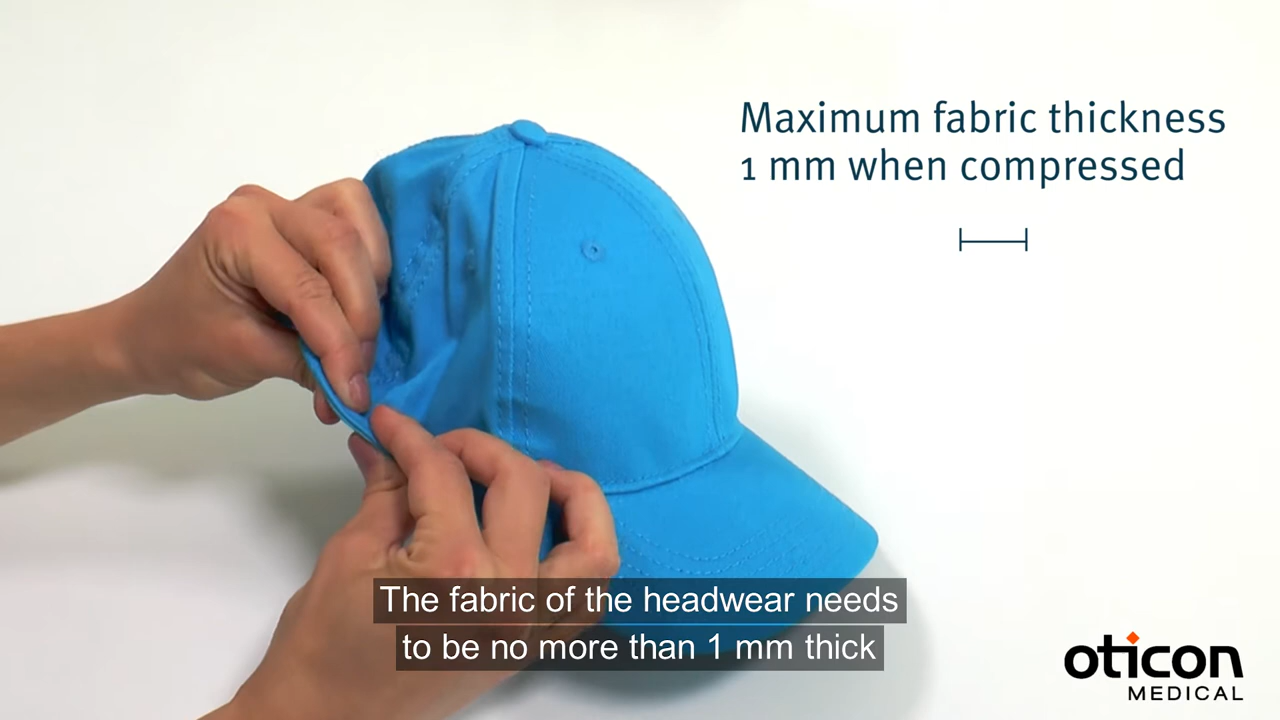 Maximum fabric thickness
1 mm when compressed
The fabric of the headwear needs
to be no more than 1 mm thick
oticon
MEDICAL